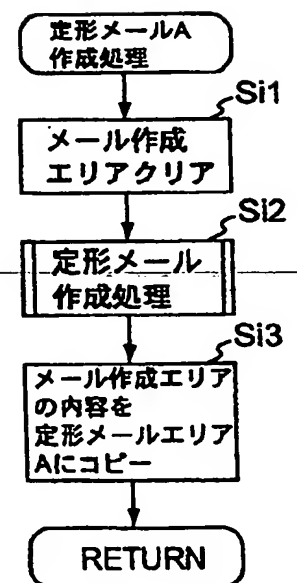 定形メールA
作成処理
Si1
メール作成
エリアクリア
Si2
定形メール
作成処理
Si3
メール作成エリア
の内容を
定形メールエリア
Aにコピー
RETURN